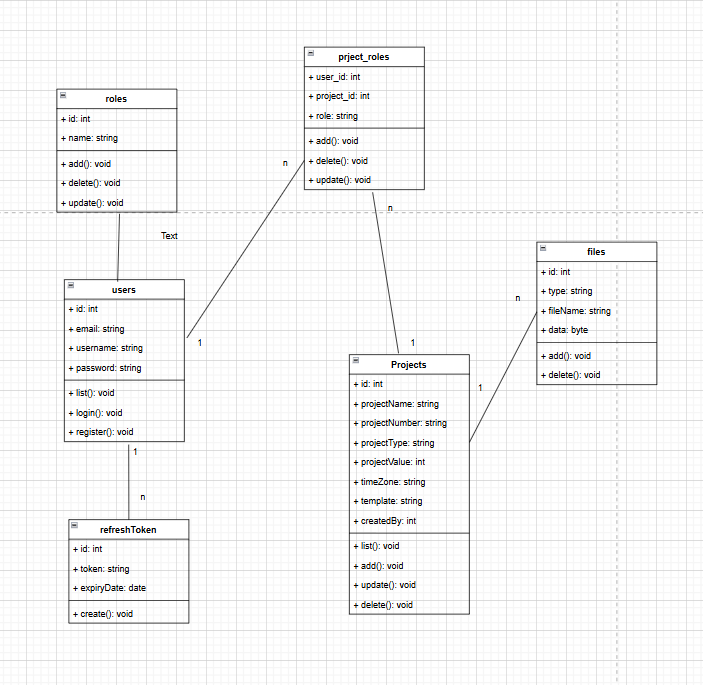 prject_roles
+ user_id: int
+ project_id: int
+ role: string
+ add(): void
+ delete(): void
+ update(): void
roles
+ id: int
+ name: string
+ add(): void
+ delete(): void
+ update(): void
n
n
Text
files
+ id: int
+ type: string
+ fileName: string
+ data: byte
+ add(): void
+ delete(): void
n
users
+ id: int
+ email: string
+ username: string
+ password: string
+ list(): void
+ login(): void
+ register(): void
1
1
1
Projects
+ id: int
+ projectName: string
+ projectNumber: string
+ projectType: string
+ projectValue: int
+ timeZone: string
+ template: string
+ createdBy: int
+ list(): void
+ add(): void
+ update(): void
+ delete(): void
1
n
refreshToken
+ id: int
+ token: string
+ expiryDate: date
+ create(): void